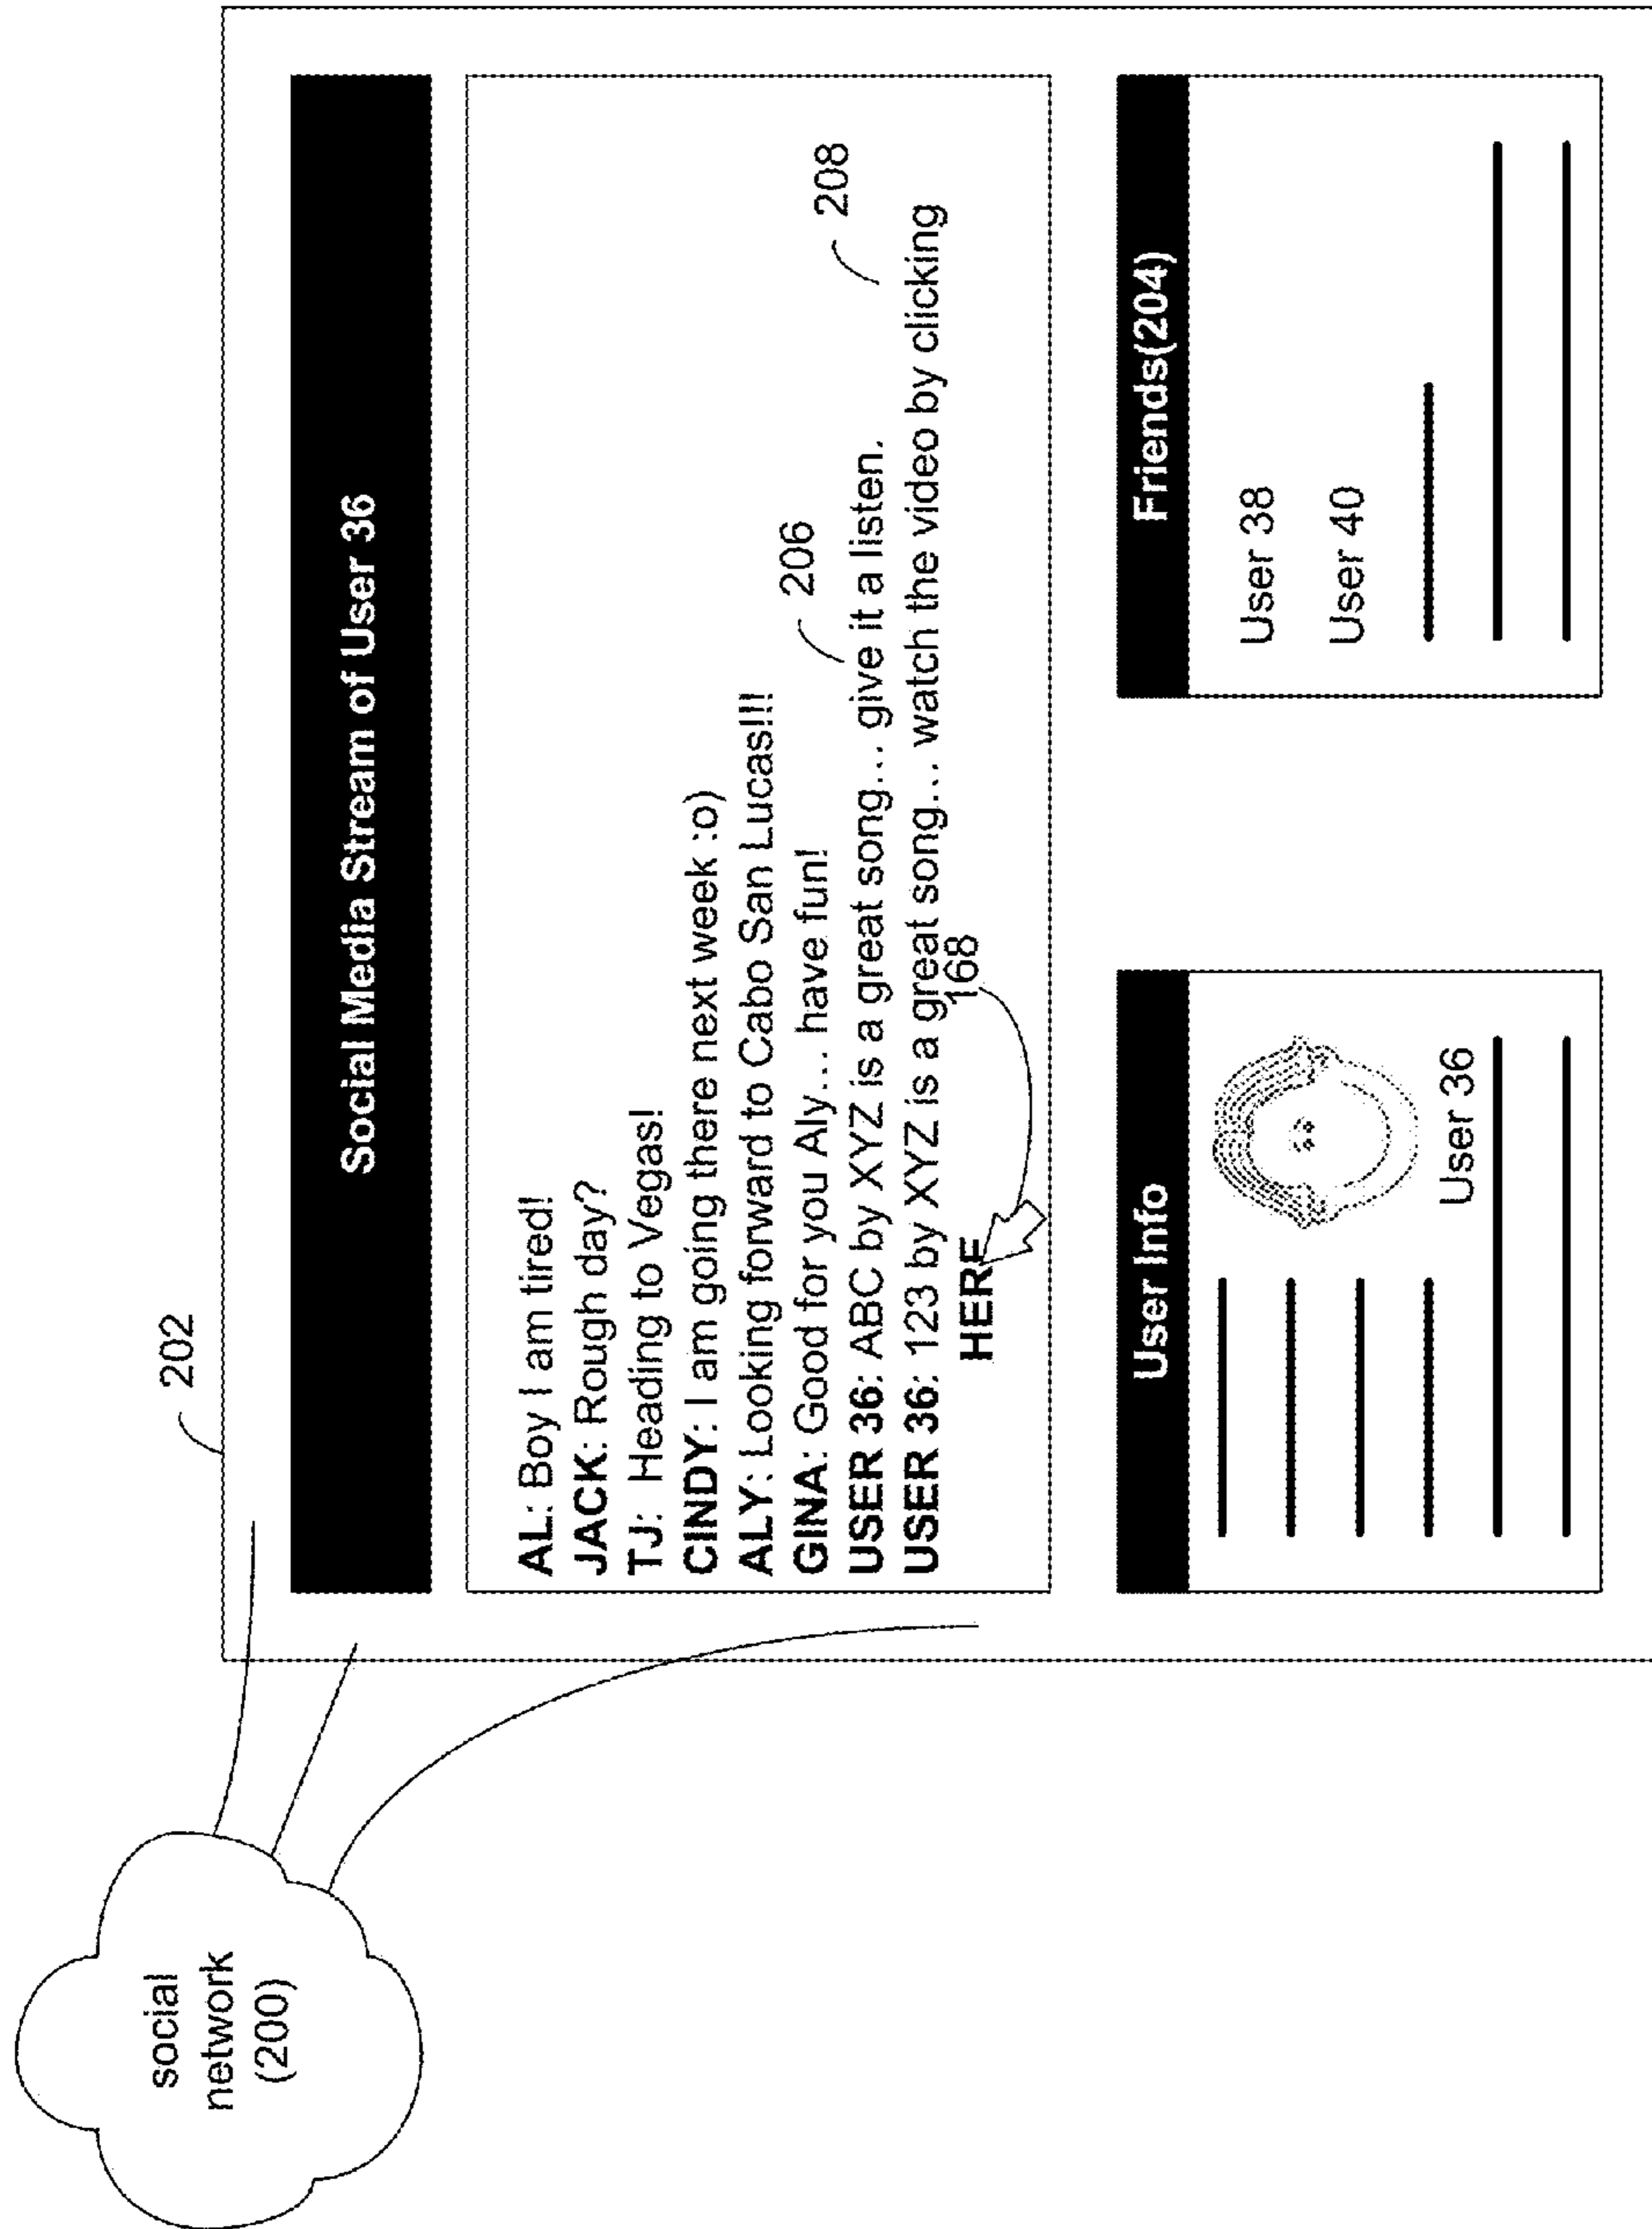 social
network
(200)
202
Social Media Stream of User 36
AL: Boy I am tired!
JACK: Rough day?
TJ: Heading to Vegas!
CINDY: I am going there next week :o)
ALY: Looking forward to Cabo San Lucas!!!
GINA: Good for you Aly... have fun!
206
USER 36: ABC by XYZ is a great song... give it a listen.
208
USER 36: 123 by XYZ is a great song... watch the video by clicking
HERE
168
User Info
User 36
Friends(204)
User 38
User 40